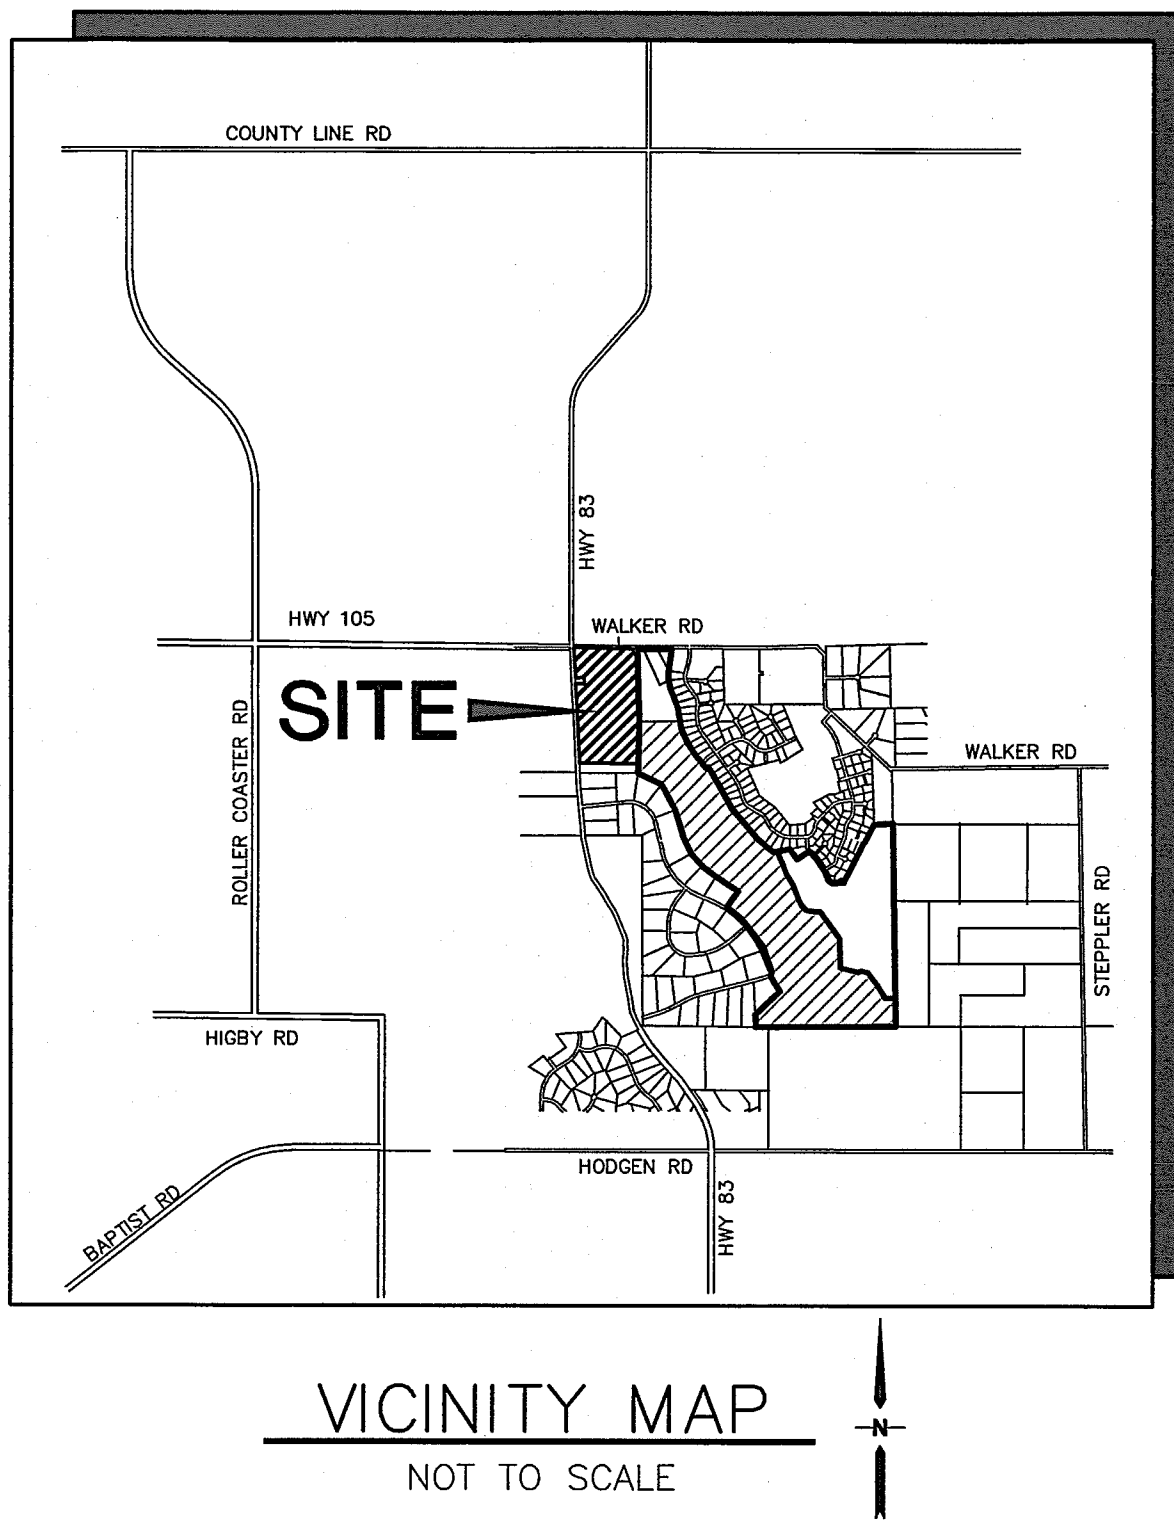 COUNTY LINE RD
HWY 83
HWY 105
WALKER RD
SITE
ROLLER COASTER RD
WALKER RD
STEPPLER RD
HIGBY RD
HODGEN RD
BAPTIST RD
HWY 83
VICINITY MAP
N
NOT TO SCALE